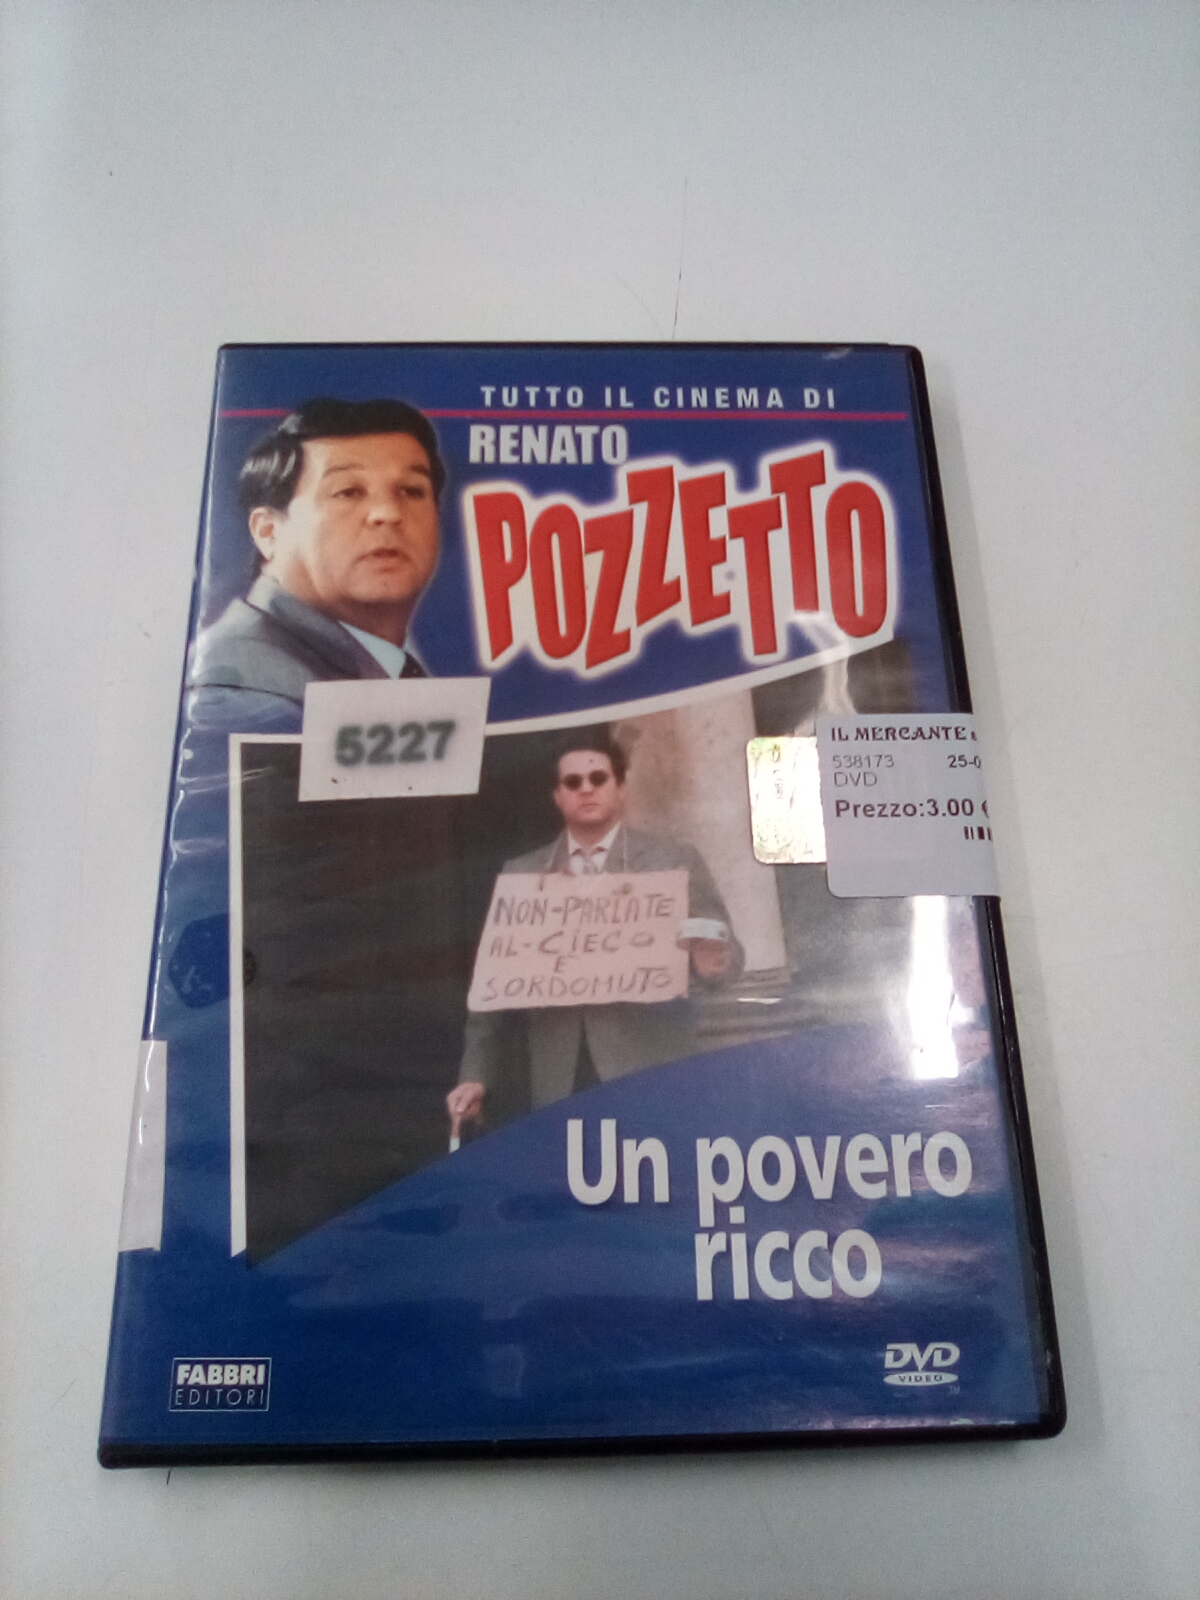 TUTTO IL CINEMA DI
RENATO
POZZETTO
5227
IL MERCANTE
538173 25-0
DVD
Prezzo:3.00 €
NON-PARLATE
AL-CIECO
E
SORDOMUTO
Un povero
ricco
FABBRI
EDITORI
DVD
VIDEO
TM